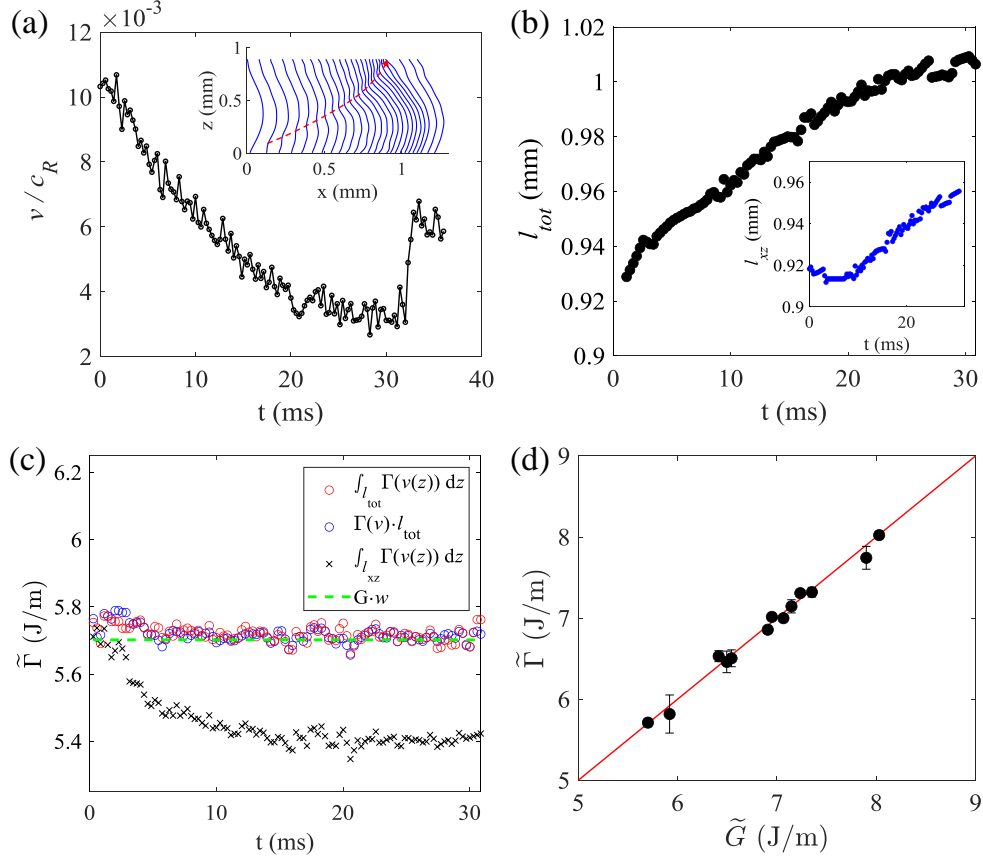 (a)
×10⁻³
12
10
8
6
4
2
v / c_R
0
10
20
30
40
t (ms)
1
0.5
0
z (mm)
0
0.5
1
x (mm)
(b)
1.02
1
0.98
0.96
0.94
0.92
0.9
l_tot (mm)
0
10
20
30
t (ms)
0.96
0.94
0.92
0.9
l_xz (mm)
0
20
t (ms)
(c)
6.2
6
5.8
5.6
5.4
Γ̃ (J/m)
0
10
20
30
t (ms)
∫_l_tot Γ(v(z)) dz
Γ(v)·l_tot
∫_l_xz Γ(v(z)) dz
G·w
(d)
9
8
7
6
5
Γ̃ (J/m)
5
6
7
8
9
G̃ (J/m)